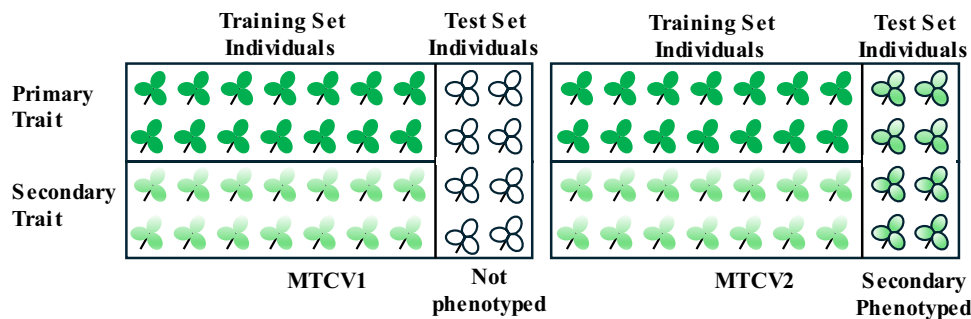 Training Set
Individuals
Test Set
Individuals
Training Set
Individuals
Test Set
Individuals
Primary
Trait
Secondary
Trait
MTCV1
Not
phenotyped
MTCV2
Secondary
Phenotyped